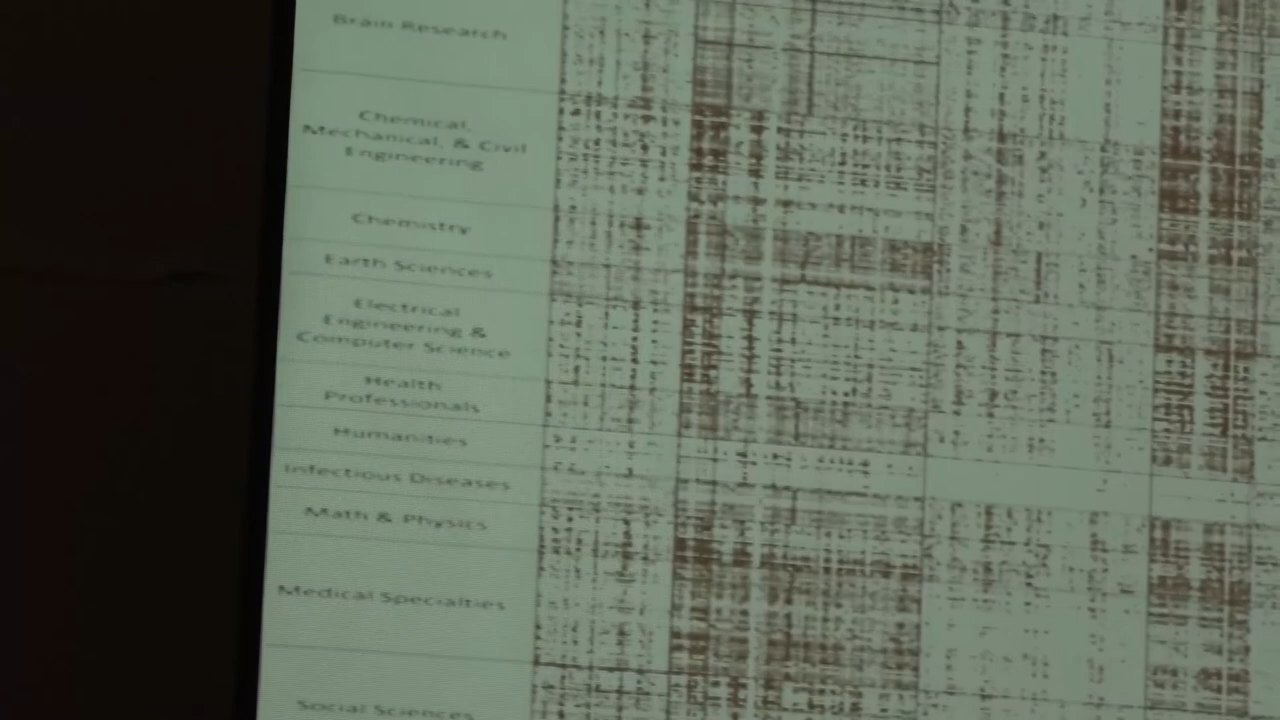 Brain Research
Chemical,
Mechanical, & Civil
Engineering
Chemistry
Earth Sciences
Electrical
Engineering &
Computer Science
Health
Professionals
Humanities
Infectious Diseases
Math & Physics
Medical Specialties
Social Sciences